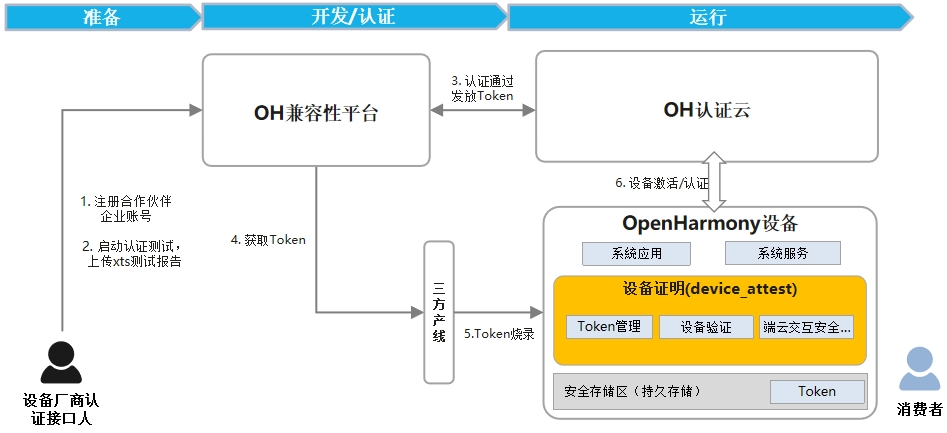 准备
开发/认证
运行
OH兼容性平台
3. 认证通过
发放Token
OH认证云
1. 注册合作伙伴
企业账号
2. 启动认证测试，
上传xts测试报告
4. 获取Token
6. 设备激活/认证
OpenHarmony设备
系统应用
系统服务
设备证明(device_attest)
Token管理
设备验证
端云交互安全...
三方产线
5.Token烧录
安全存储区（持久存储）
Token
设备厂商认
证接口人
消费者